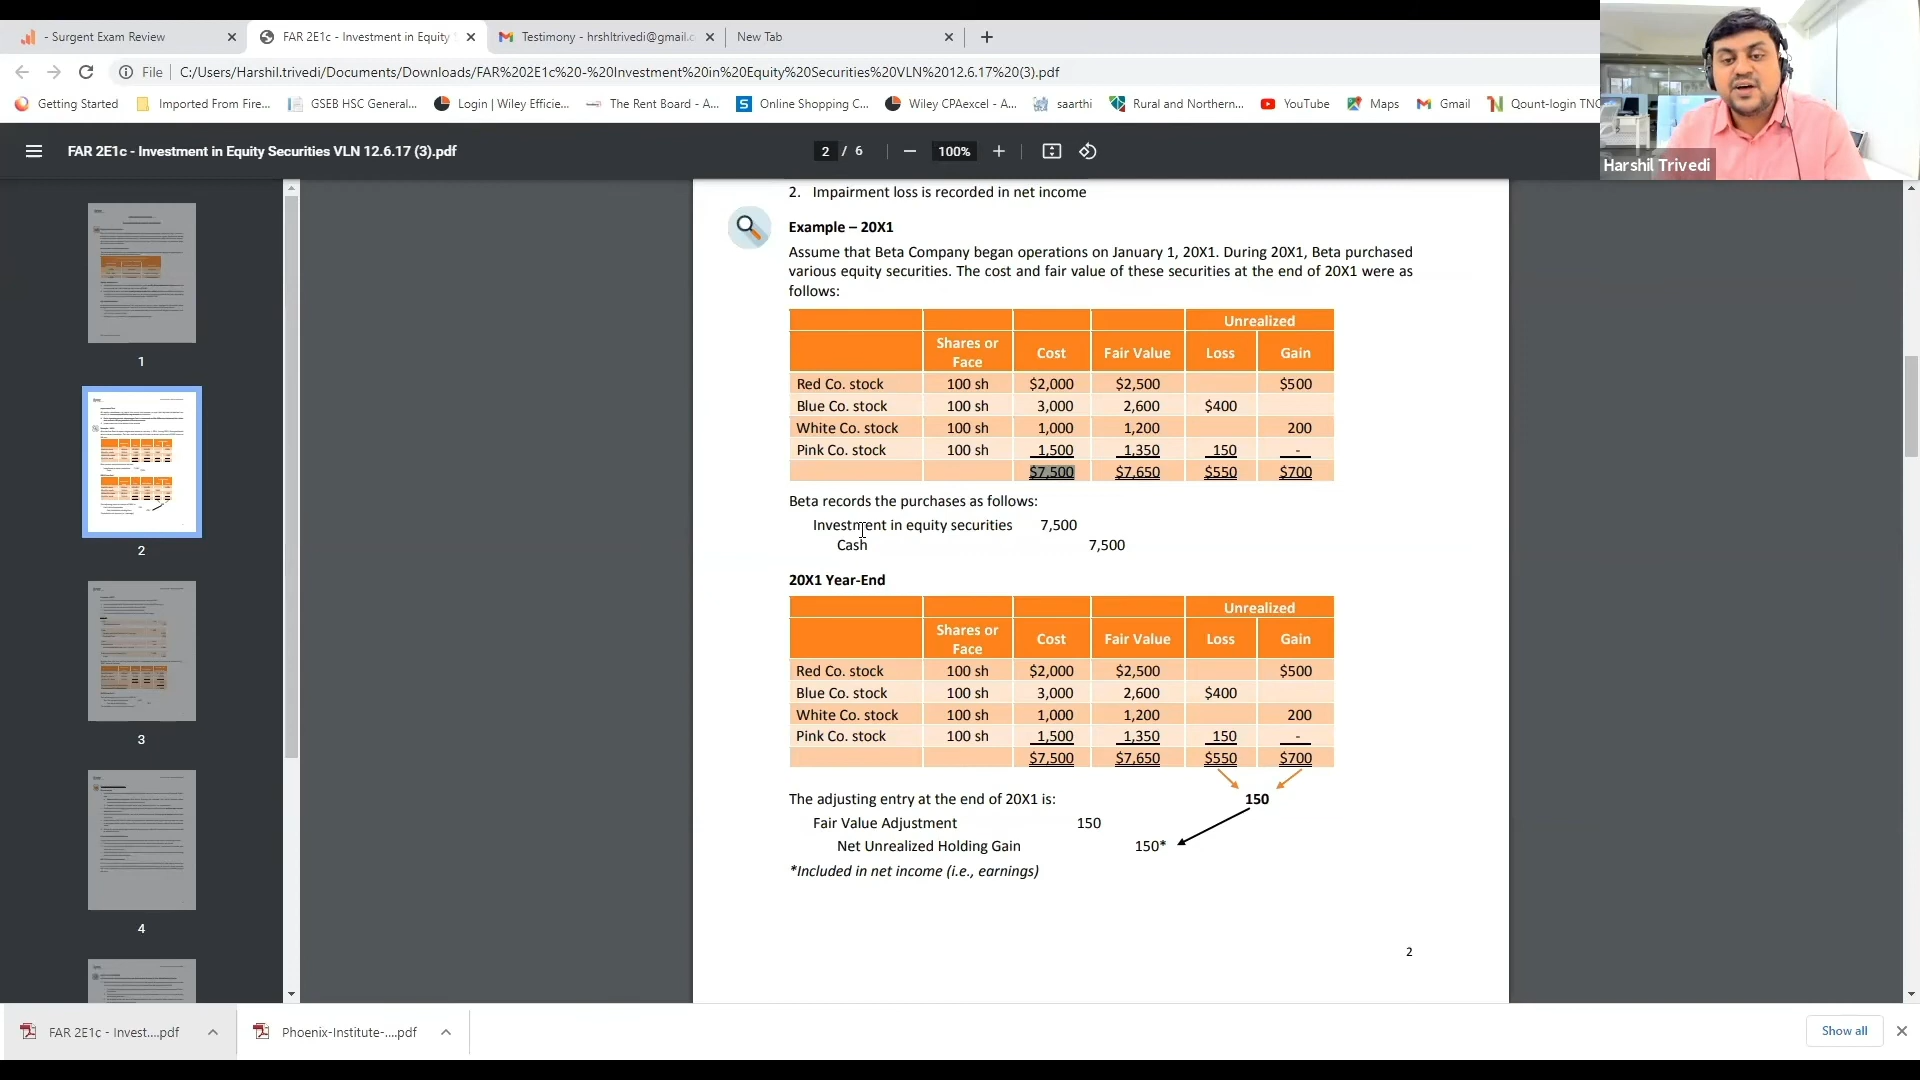 - Surgent Exam Review
FAR 2E1c - Investment in Equity
Testimony - hrshltrivedi@gmail.c
New Tab
File
C:/Users/Harshil.trivedi/Documents/Downloads/FAR%202E1c%20-%20Investment%20in%20Equity%20Securities%20VLN%2012.6.17%20(3).pdf
Getting Started
Imported From Fire...
GSEB HSC General...
Login | Wiley Efficie...
The Rent Board - A...
Online Shopping C...
Wiley CPAexcel - A...
saarthi
Rural and Northern...
YouTube
Maps
Gmail
Qount-login TNC
Harshil Trivedi
FAR 2E1c - Investment in Equity Securities VLN 12.6.17 (3).pdf
2 / 6
100%
1
2
3
4
2. Impairment loss is recorded in net income
Example – 20X1
Assume that Beta Company began operations on January 1, 20X1. During 20X1, Beta purchased
various equity securities. The cost and fair value of these securities at the end of 20X1 were as
follows:
Unrealized
Shares or Face Cost Fair Value Loss Gain
Red Co. stock 100 sh $2,000 $2,500 $500
Blue Co. stock 100 sh 3,000 2,600 $400
White Co. stock 100 sh 1,000 1,200 200
Pink Co. stock 100 sh 1,500 1,350 150 -
$7,500 $7,650 $550 $700
Beta records the purchases as follows:
Investment in equity securities 7,500
Cash 7,500
20X1 Year-End
Unrealized
Shares or Face Cost Fair Value Loss Gain
Red Co. stock 100 sh $2,000 $2,500 $500
Blue Co. stock 100 sh 3,000 2,600 $400
White Co. stock 100 sh 1,000 1,200 200
Pink Co. stock 100 sh 1,500 1,350 150 -
$7,500 $7,650 $550 $700
The adjusting entry at the end of 20X1 is: 150
Fair Value Adjustment 150
Net Unrealized Holding Gain 150*
*Included in net income (i.e., earnings)
2
FAR 2E1c - Invest....pdf
Phoenix-Institute-....pdf
Show all